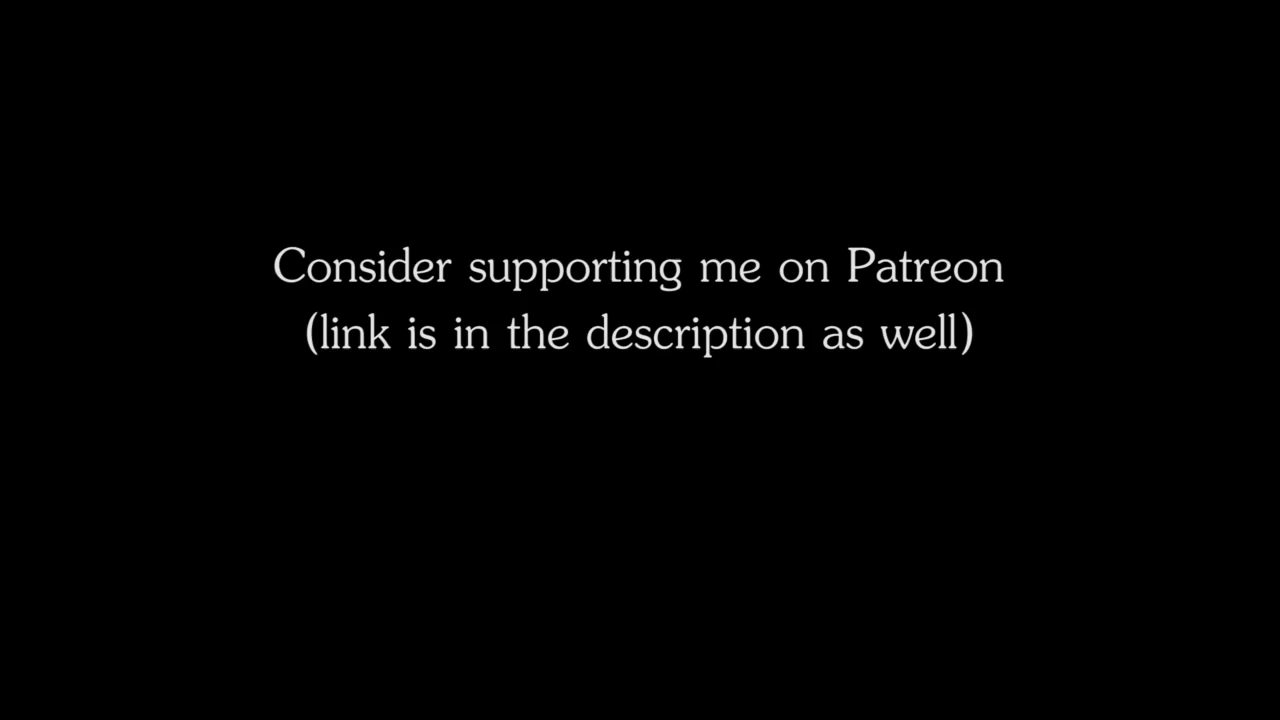 Consider supporting me on Patreon
(link is in the description as well)